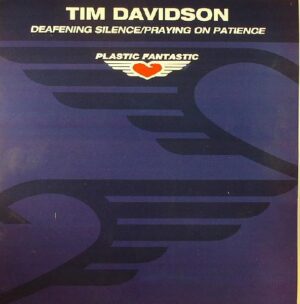 TIM DAVIDSON
DEAFENING SILENCE/PRAYING ON PATIENCE
PLASTIC FANTASTIC